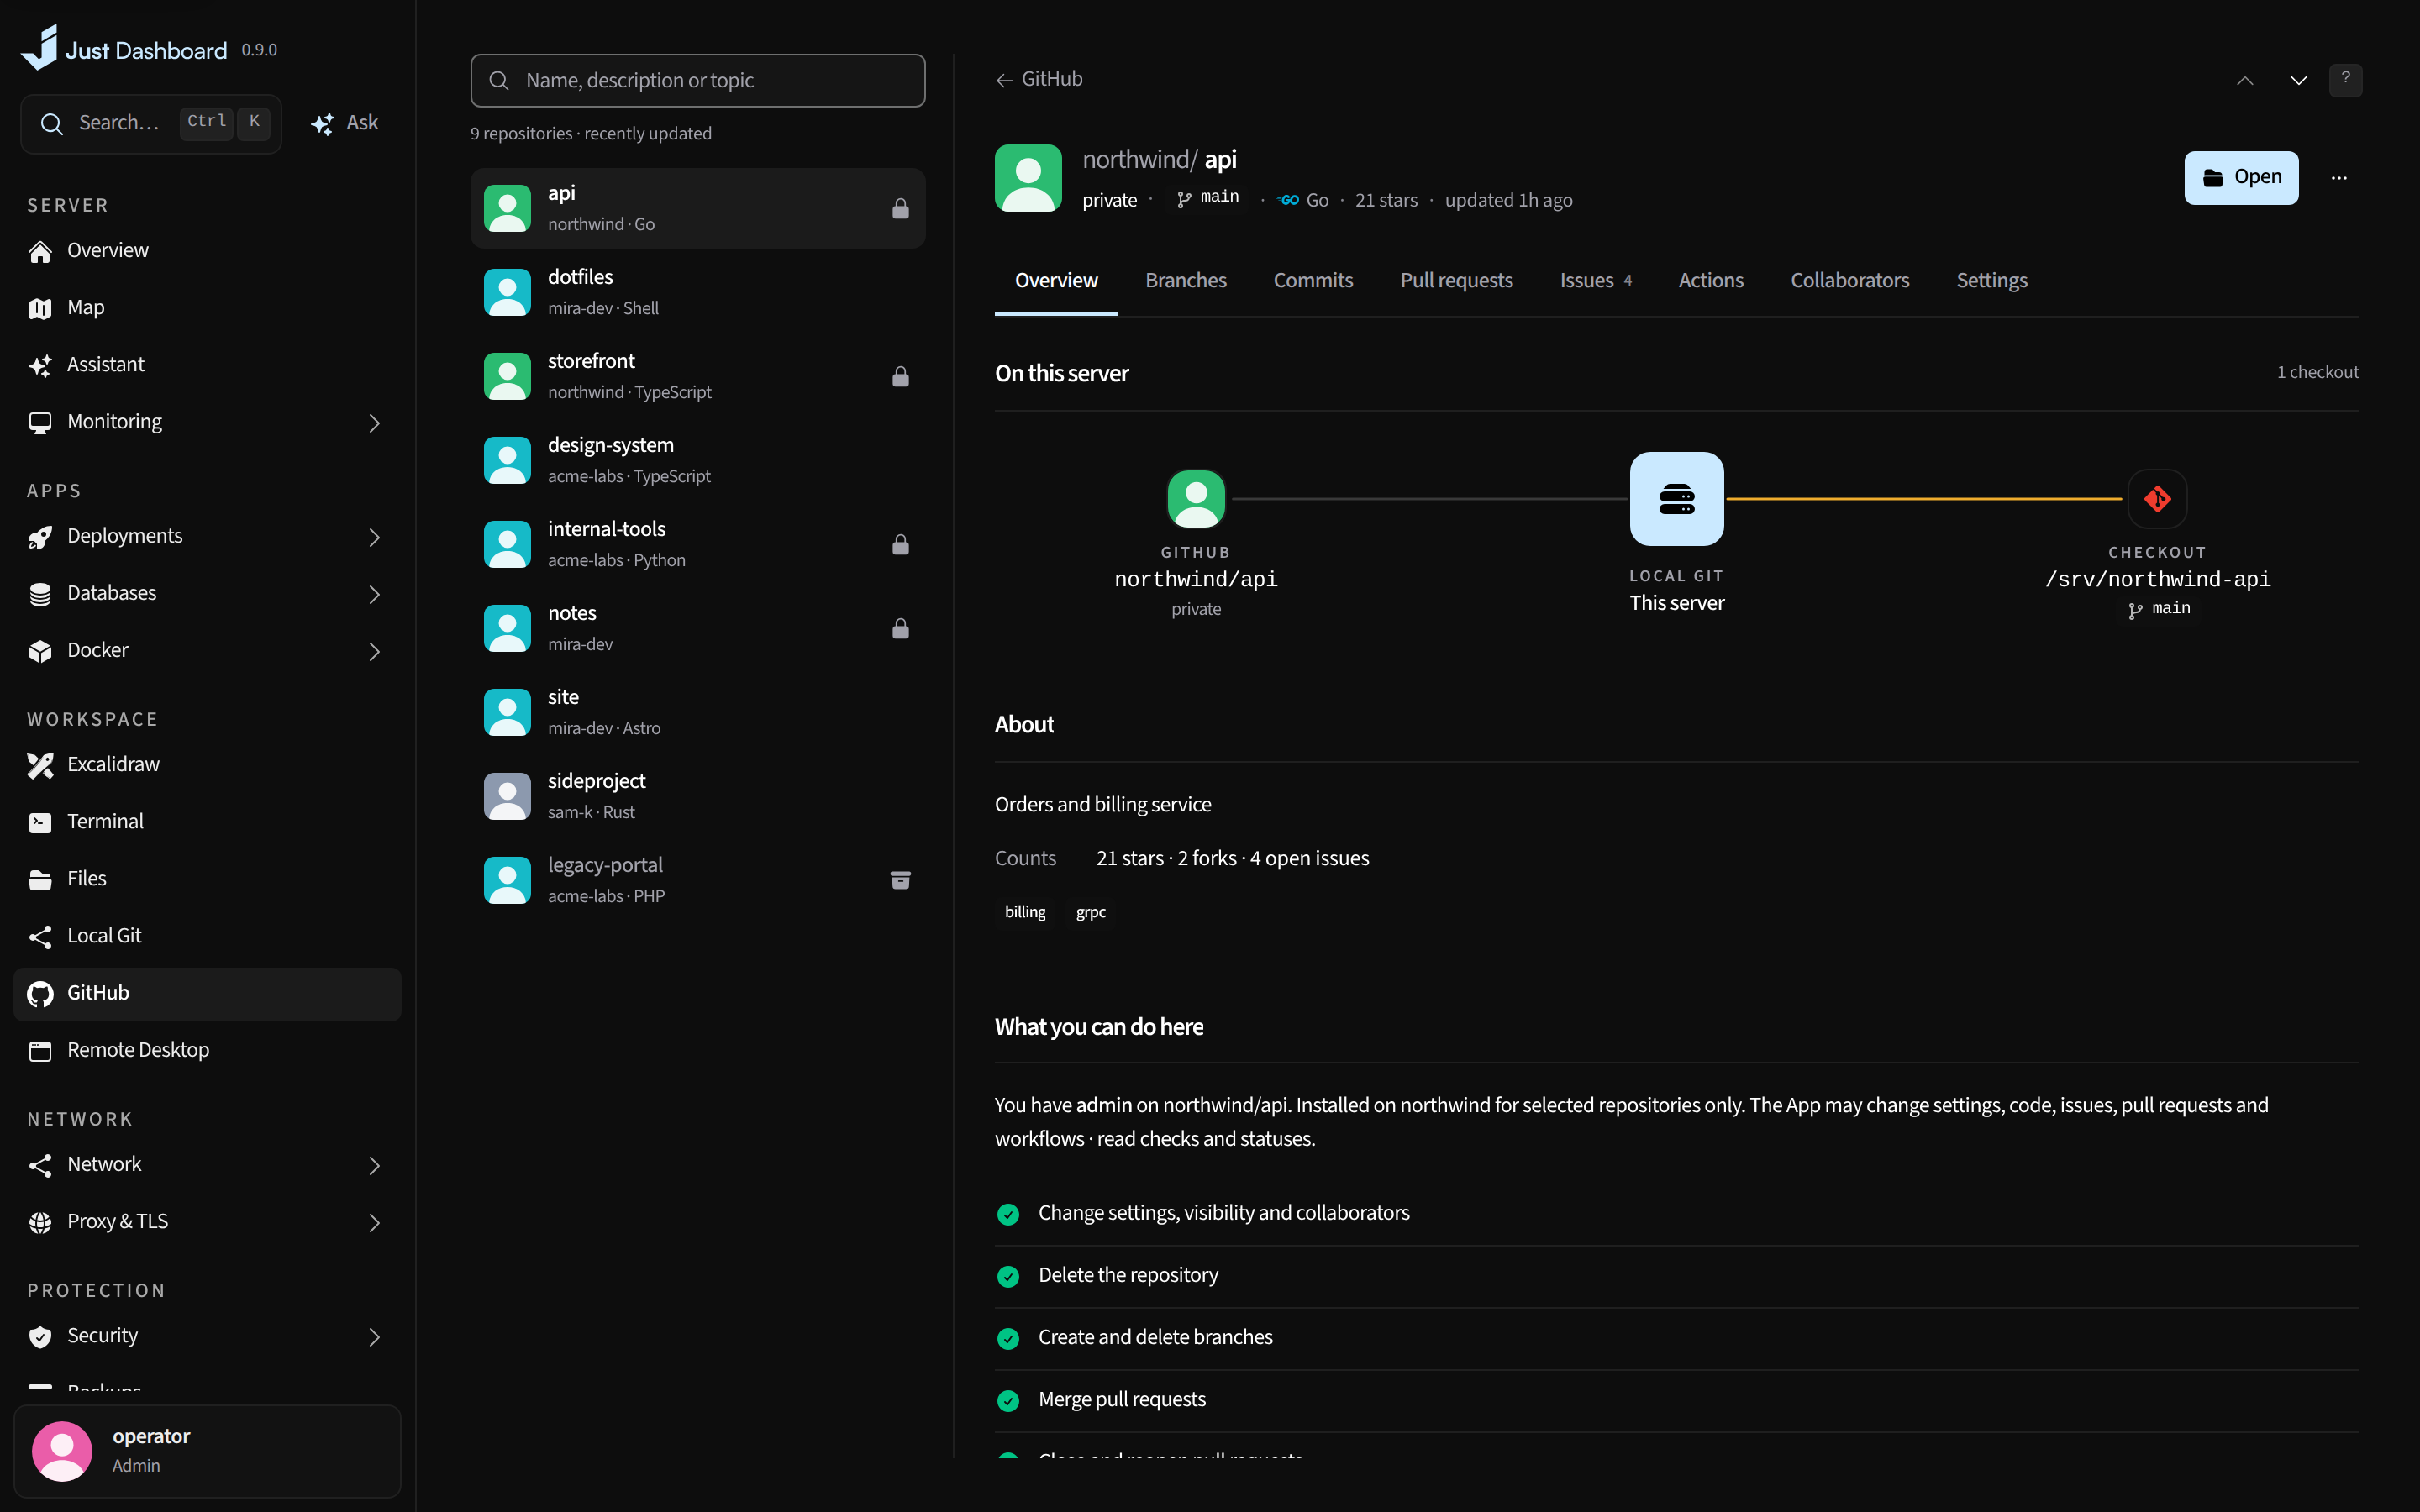 Just Dashboard 0.9.0
Search… Ctrl K Ask
SERVER
Overview
Map
Assistant
Monitoring
APPS
Deployments
Databases
Docker
WORKSPACE
Excalidraw
Terminal
Files
Local Git
GitHub
Remote Desktop
NETWORK
Network
Proxy & TLS
PROTECTION
Security
Backups
operator
Admin
Name, description or topic
9 repositories · recently updated
api
northwind · Go
dotfiles
mira-dev · Shell
storefront
northwind · TypeScript
design-system
acme-labs · TypeScript
internal-tools
acme-labs · Python
notes
mira-dev
site
mira-dev · Astro
sideproject
sam-k · Rust
legacy-portal
acme-labs · PHP
← GitHub ?
northwind/ api
private · main · GO Go · 21 stars · updated 1h ago
Open
Overview Branches Commits Pull requests Issues 4 Actions Collaborators Settings
On this server 1 checkout
GITHUB
northwind/api
private
LOCAL GIT
This server
CHECKOUT
/srv/northwind-api
main
About
Orders and billing service
Counts 21 stars · 2 forks · 4 open issues
billing grpc
What you can do here
You have admin on northwind/api. Installed on northwind for selected repositories only. The App may change settings, code, issues, pull requests and
workflows · read checks and statuses.
Change settings, visibility and collaborators
Delete the repository
Create and delete branches
Merge pull requests
Close and reopen pull requests